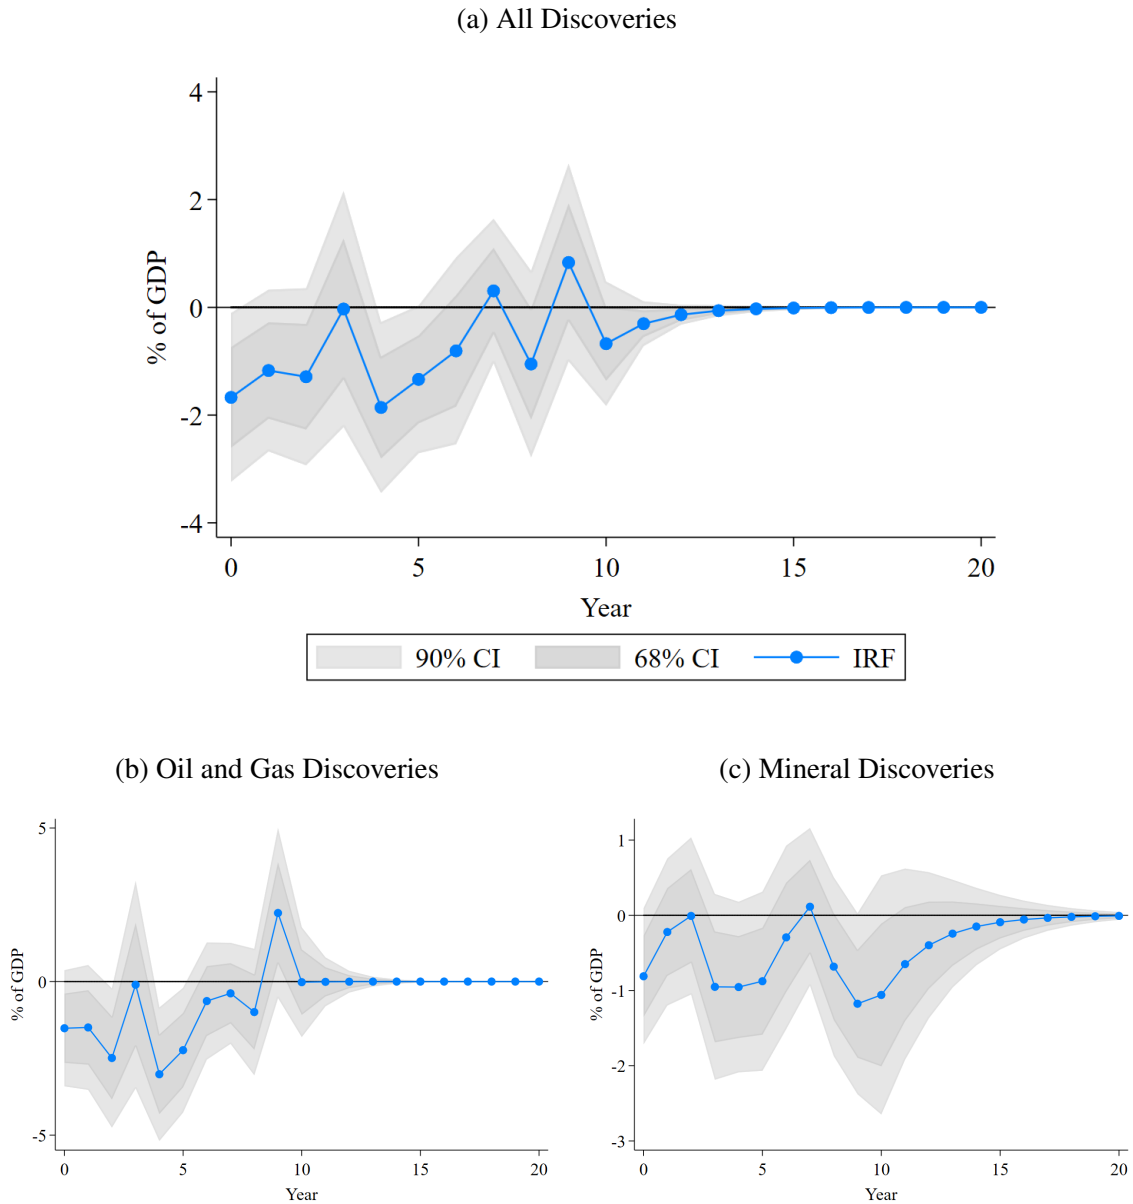 (a) All Discoveries
4
2
0
-2
-4
% of GDP
0 5 10 15 20
Year
90% CI 68% CI IRF
(b) Oil and Gas Discoveries
5
0
-5
% of GDP
0 5 10 15 20
Year
(c) Mineral Discoveries
1
0
-1
-2
-3
% of GDP
0 5 10 15 20
Year